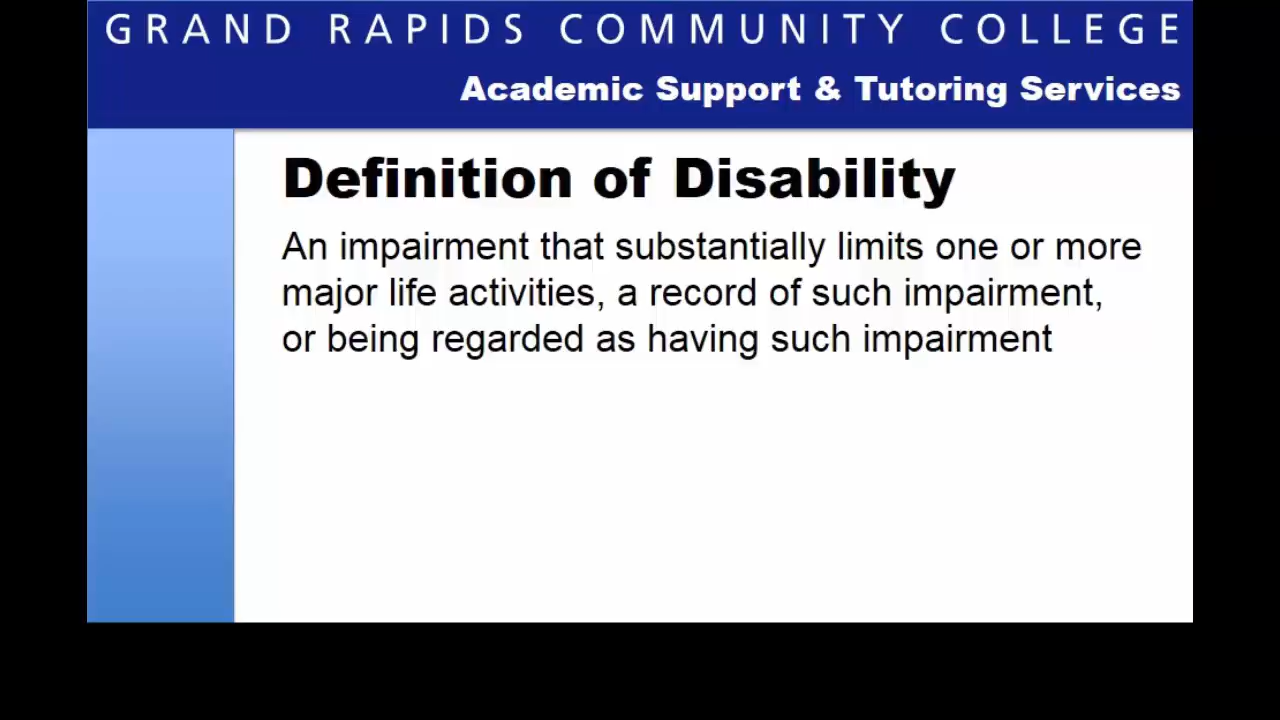 GRAND RAPIDS COMMUNITY COLLEGE
Academic Support & Tutoring Services
Definition of Disability
An impairment that substantially limits one or more
major life activities, a record of such impairment,
or being regarded as having such impairment